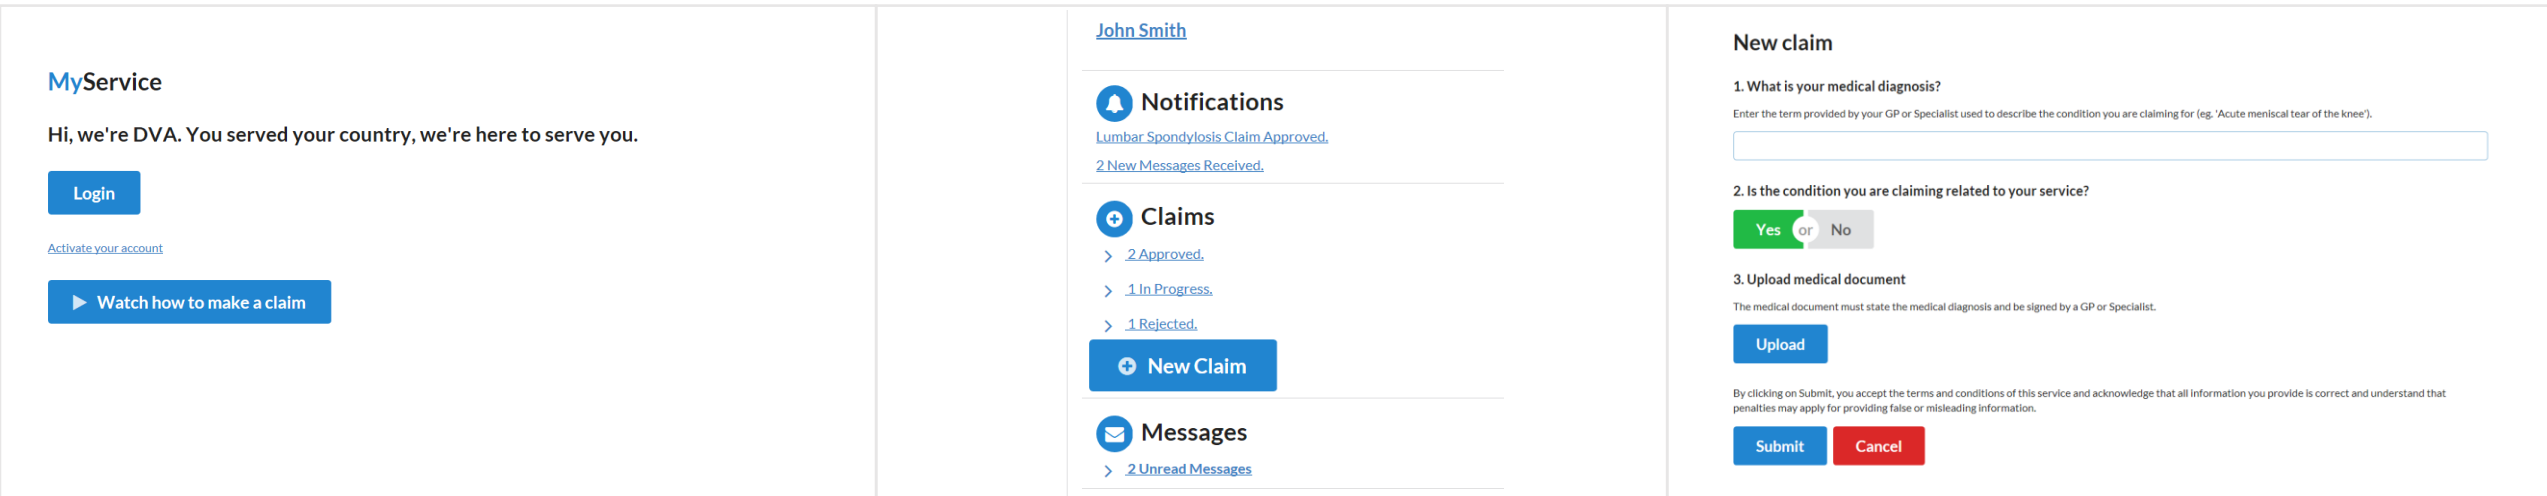 MyService
Hi, we're DVA. You served your country, we're here to serve you.
Login
Activate your account
Watch how to make a claim
John Smith
Notifications
Lumbar Spondylosis Claim Approved.
2 New Messages Received.
Claims
2 Approved.
1 In Progress.
1 Rejected.
New Claim
Messages
2 Unread Messages
New claim
1. What is your medical diagnosis?
Enter the term provided by your GP or Specialist used to describe the condition you are claiming for (eg. 'Acute meniscal tear of the knee').
2. Is the condition you are claiming related to your service?
Yes or No
3. Upload medical document
The medical document must state the medical diagnosis and be signed by a GP or Specialist.
Upload
By clicking on Submit, you accept the terms and conditions of this service and acknowledge that all information you provide is correct and understand that
penalties may apply for providing false or misleading information.
Submit Cancel